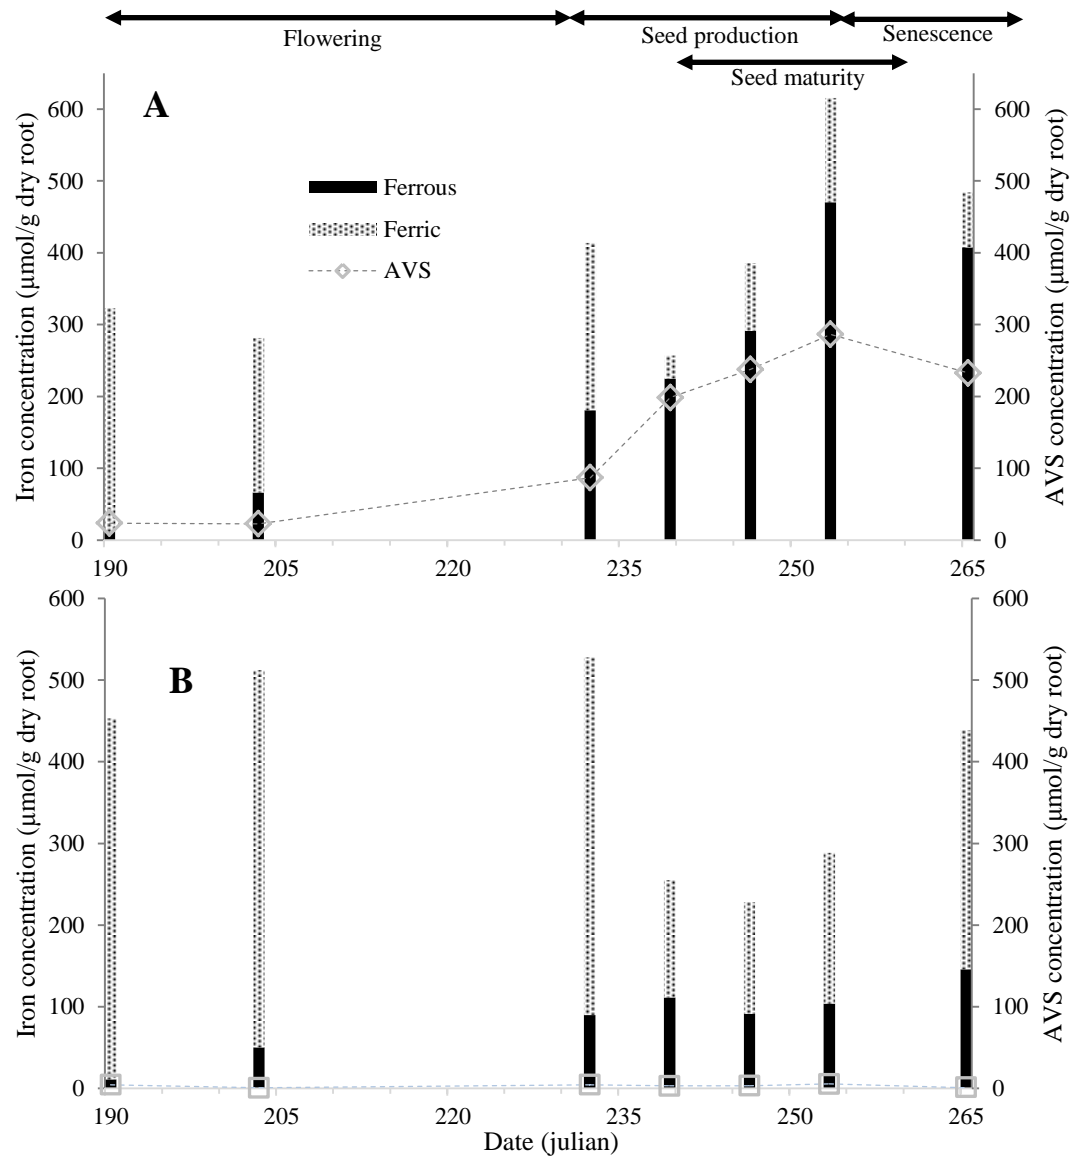 Flowering
Seed production
Senescence
Seed maturity
A
Iron concentration (µmol/g dry root)
600
500
400
300
200
100
0
Ferrous
Ferric
AVS
600
500
400
300
200
100
0
AVS concentration (µmol/g dry root)
190 205 220 235 250 265
B
Iron concentration (µmol/g dry root)
600
500
400
300
200
100
0
600
500
400
300
200
100
0
AVS concentration (µmol/g dry root)
190 205 220 235 250 265
Date (julian)